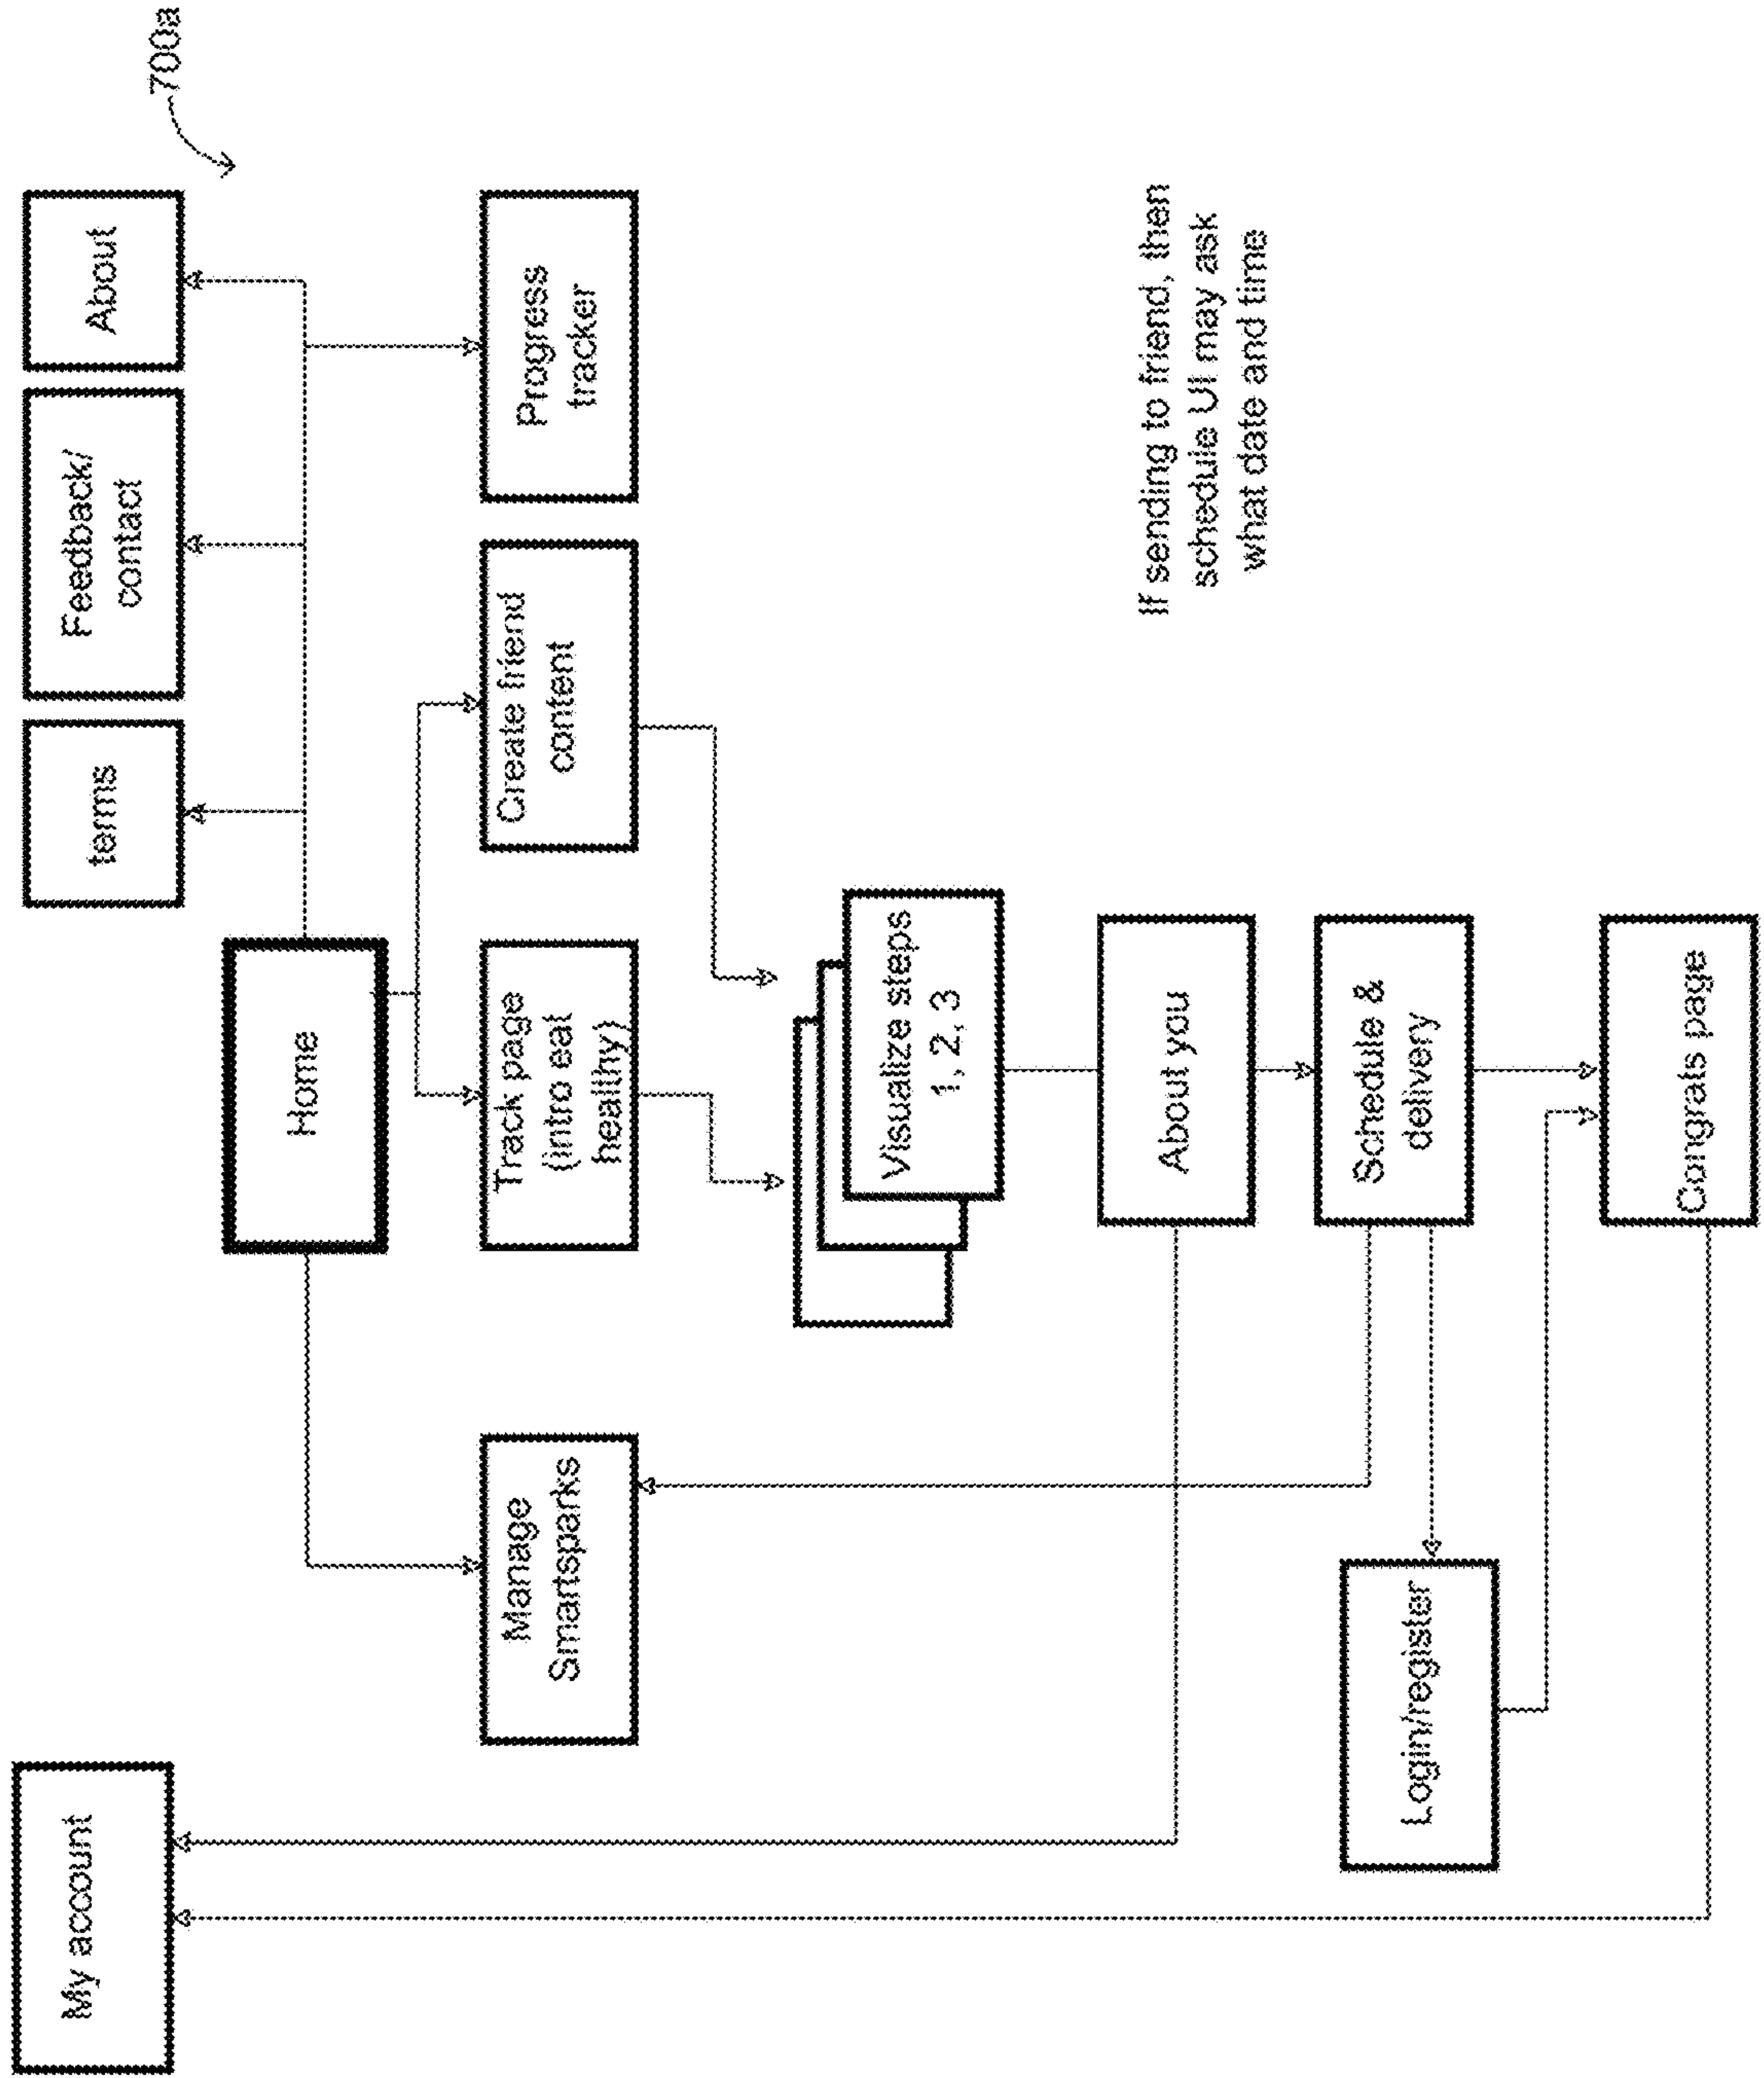 700a
My account
terms
Feedback/
contact
About
Home
Manage
Smartsparks
Track page
(intro eat
healthy)
Create friend
content
Progress
tracker
Visualize steps
1, 2, 3
About you
If sending to friend, then
schedule UI may ask
what date and time
Login/register
Schedule &
delivery
Congrats page